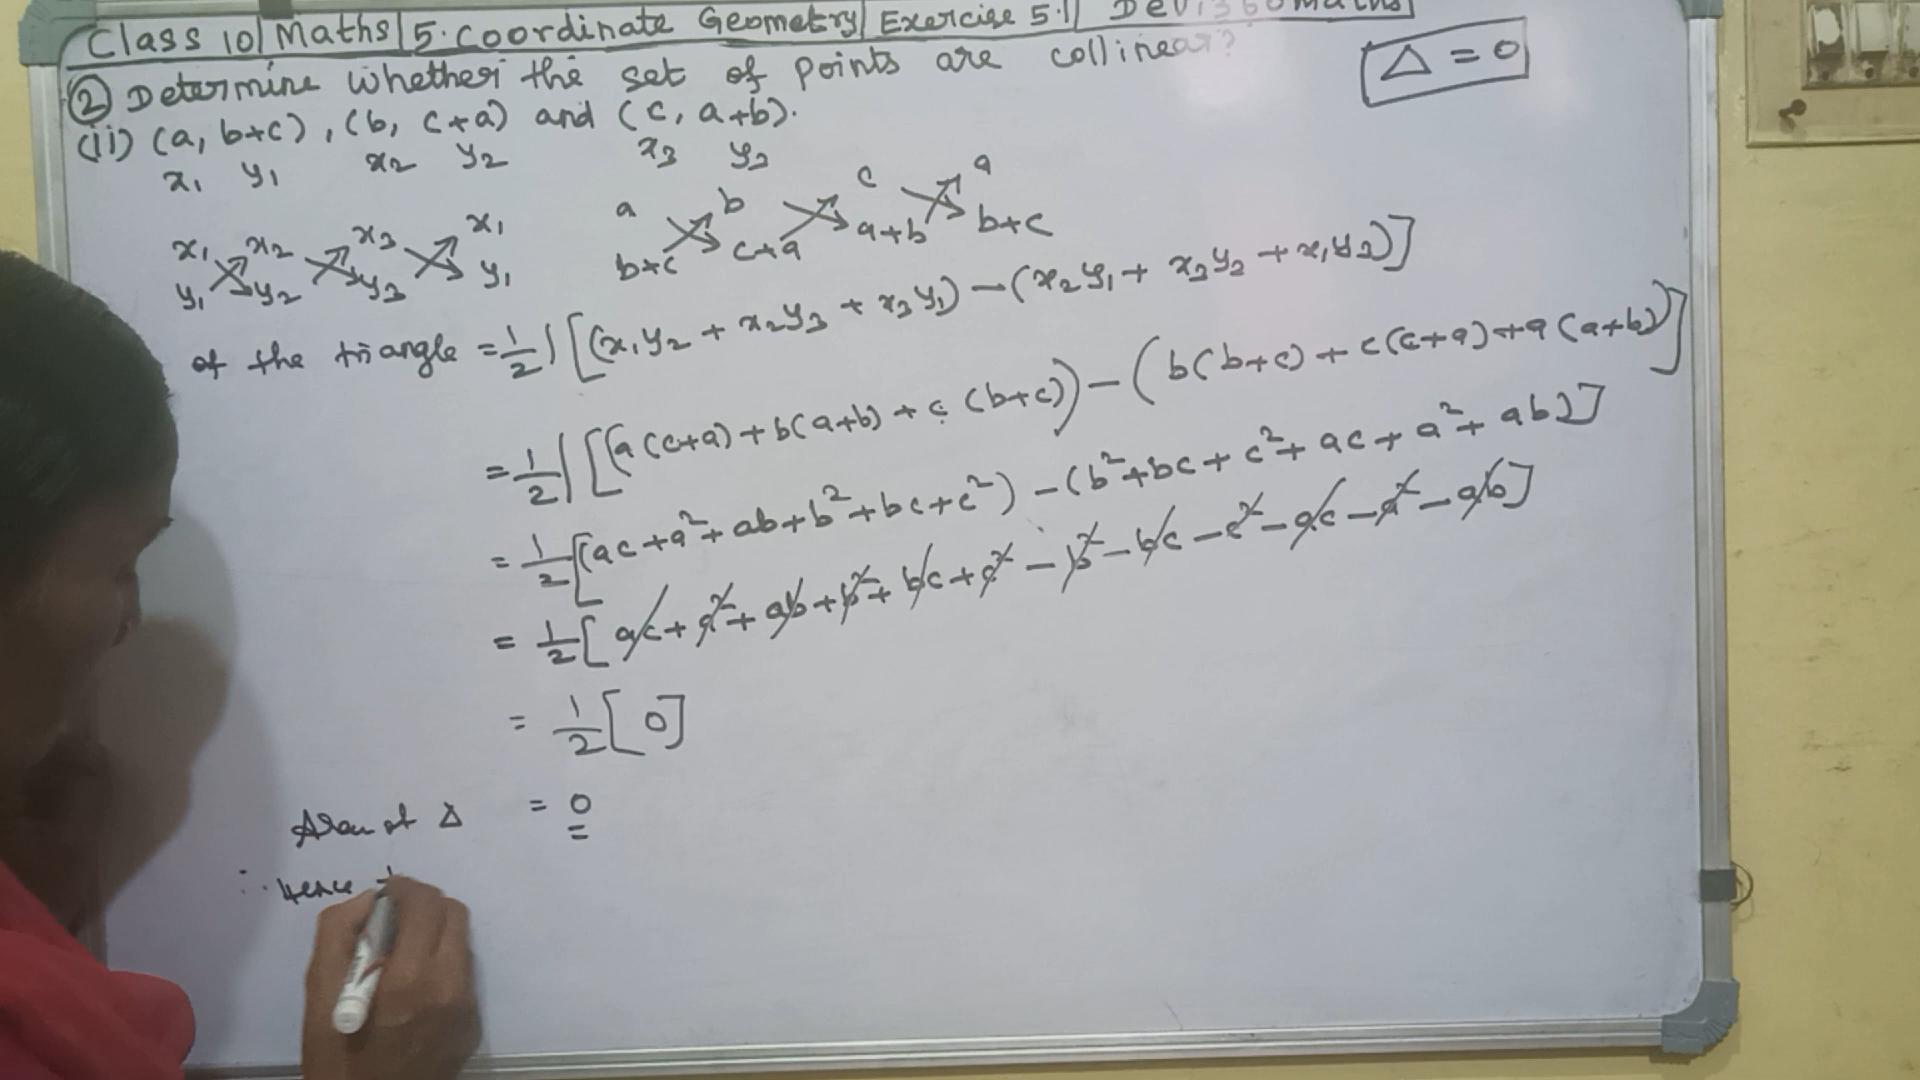 Class 10|Maths|5.Coordinate Geometry|Exercise 5.1|
② Determine whether the set of points are collinear?
Δ = 0
(ii) (a, b+c), (b, c+a) and (c, a+b).
x₁ y₁ x₂ y₂ x₃ y₃
x₁ x₂ x₃ x₁
y₁ y₂ y₃ y₁
a b c a
b+c c+a a+b b+c
of the triangle = 1/2 | [(x₁y₂ + x₂y₃ + x₃y₁) - (x₂y₁ + x₃y₂ + x₁y₃)]
= 1/2 | [(a(c+a) + b(a+b) + c(b+c)) - (b(b+c) + c(c+a) + a(a+b))]
= 1/2 [(ac + a² + ab + b² + bc + c²) - (b² + bc + c² + ac + a² + ab)]
= 1/2 [ac + a² + ab + b² + bc + c² - b² - bc - c² - ac - a² - ab]
= 1/2 [0]
Area of Δ = 0
∴ Hence